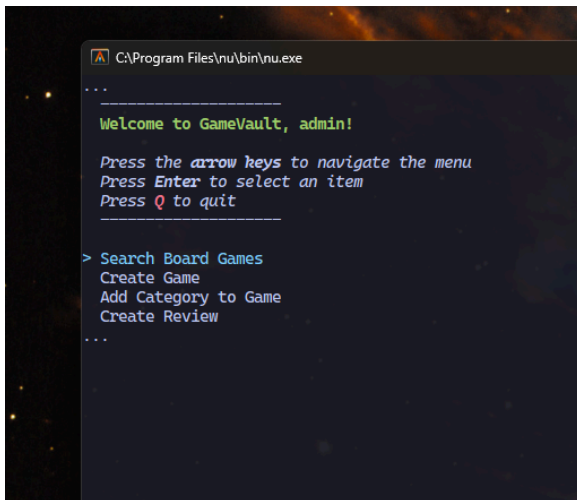 C:\Program Files\nu\bin\nu.exe
...
--------------------
Welcome to GameVault, admin!
Press the arrow keys to navigate the menu
Press Enter to select an item
Press Q to quit
--------------------
> Search Board Games
Create Game
Add Category to Game
Create Review
...